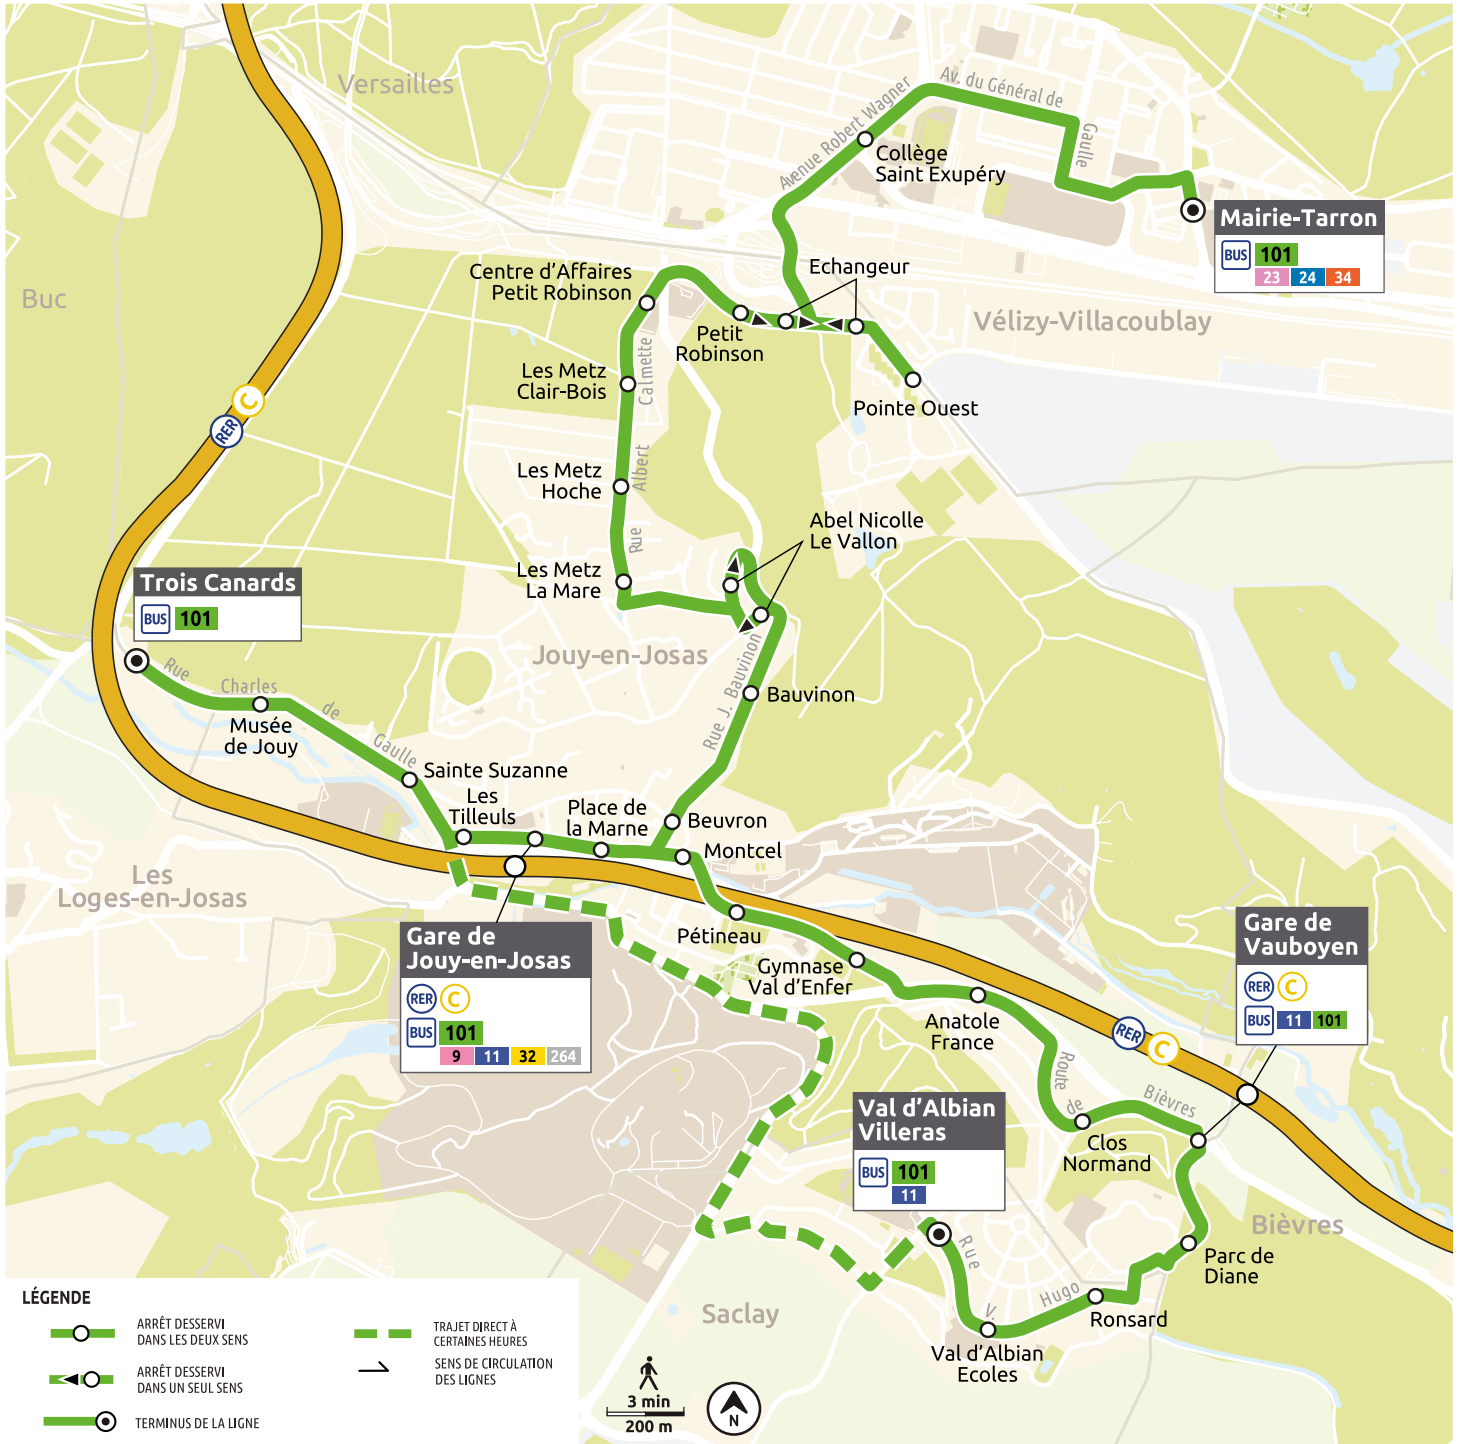 Versailles
Avenue Robert Wagner
Av. du Général de
Gaulle
Collège
Saint Exupéry
Mairie-Tarron
BUS 101
23 24 34
Buc
Centre d'Affaires
Petit Robinson
Echangeur
Petit
Robinson
Vélizy-Villacoublay
Les Metz
Clair-Bois
Calmette
Pointe Ouest
C
RER
Les Metz
Hoche
Albert
Rue
Abel Nicolle
Le Vallon
Les Metz
La Mare
Trois Canards
BUS 101
Jouy-en-Josas
Rue
Charles
de
Gaulle
Musée
de Jouy
Rue J. Bauvinon
Bauvinon
Sainte Suzanne
Les
Tilleuls
Place de
la Marne
Beuvron
Montcel
Les
Loges-en-Josas
Gare de
Jouy-en-Josas
RER C
BUS 101
9 11 32 264
Pétineau
Gymnase
Val d'Enfer
Anatole
France
Gare de
Vauboyen
RER C
BUS 11 101
RER C
Route
de
Bièvres
Clos
Normand
Val d'Albian
Villeras
BUS 101
11
Bièvres
Parc de
Diane
Rue
V.
Hugo
Ronsard
Val d'Albian
Ecoles
Saclay
LÉGENDE
ARRÊT DESSERVI
DANS LES DEUX SENS
ARRÊT DESSERVI
DANS UN SEUL SENS
TERMINUS DE LA LIGNE
TRAJET DIRECT À
CERTAINES HEURES
SENS DE CIRCULATION
DES LIGNES
3 min
200 m
N